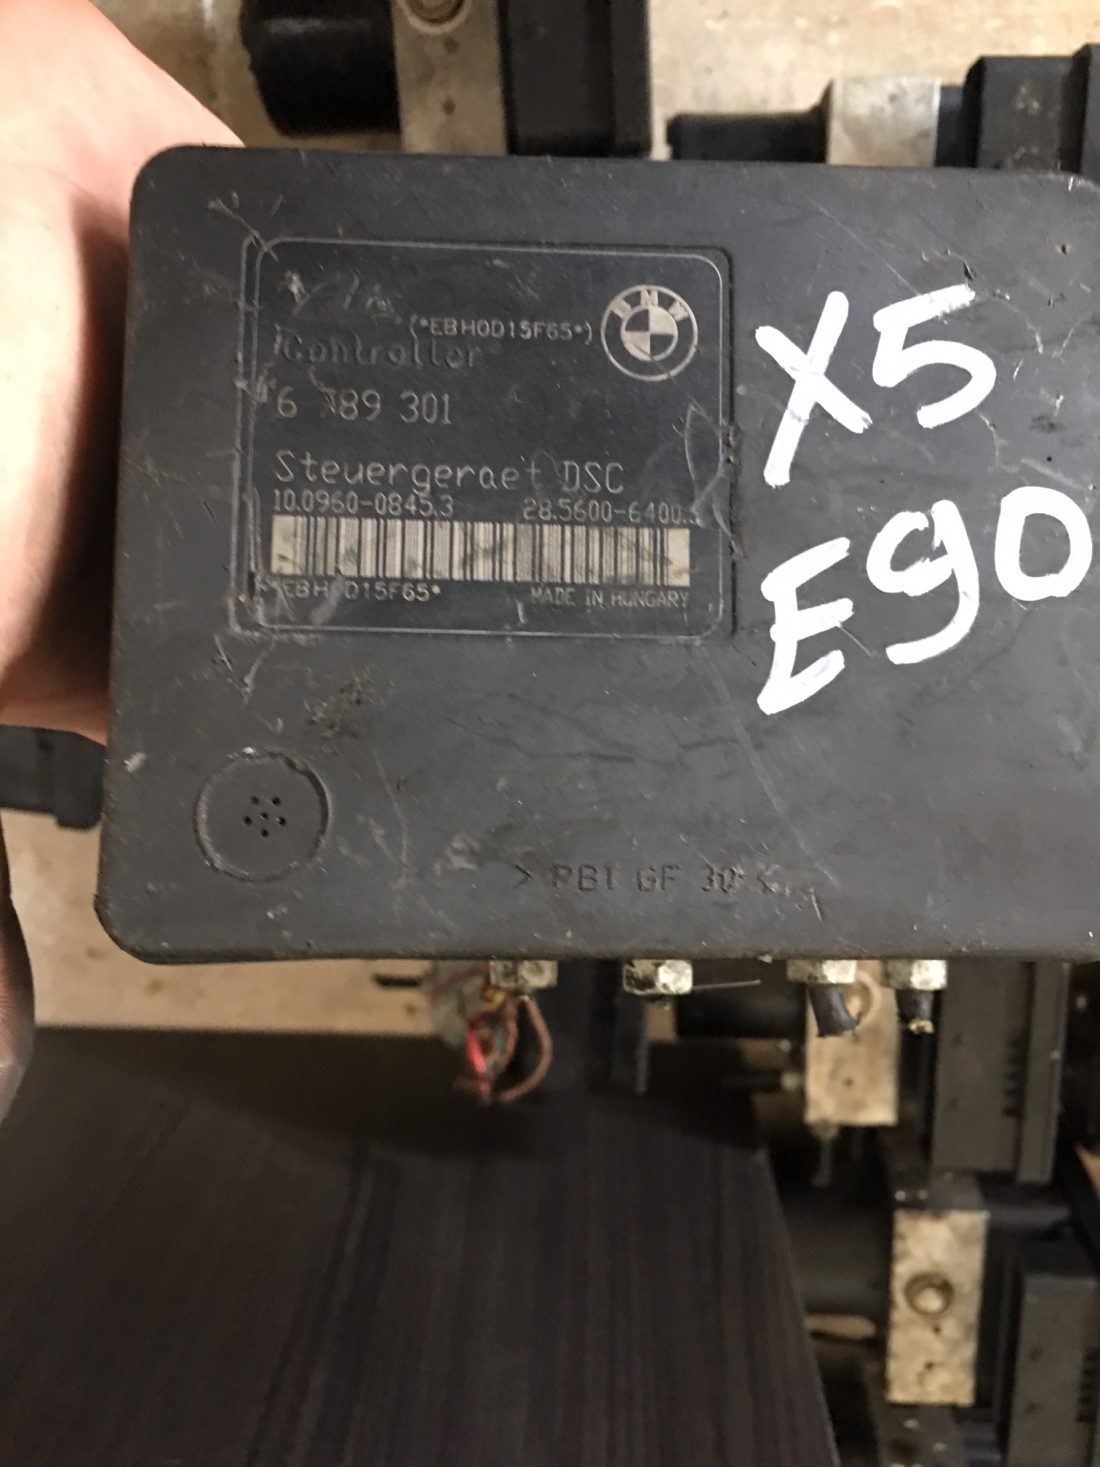 (*EBH0D15F65*)
BMW
Controller
6 789 301
Steuergeraet DSC
10.0960-0845.3 28.5600-6400.
*EBH0D15F65*
MADE IN HUNGARY
X5
E90
> PBT GF 30